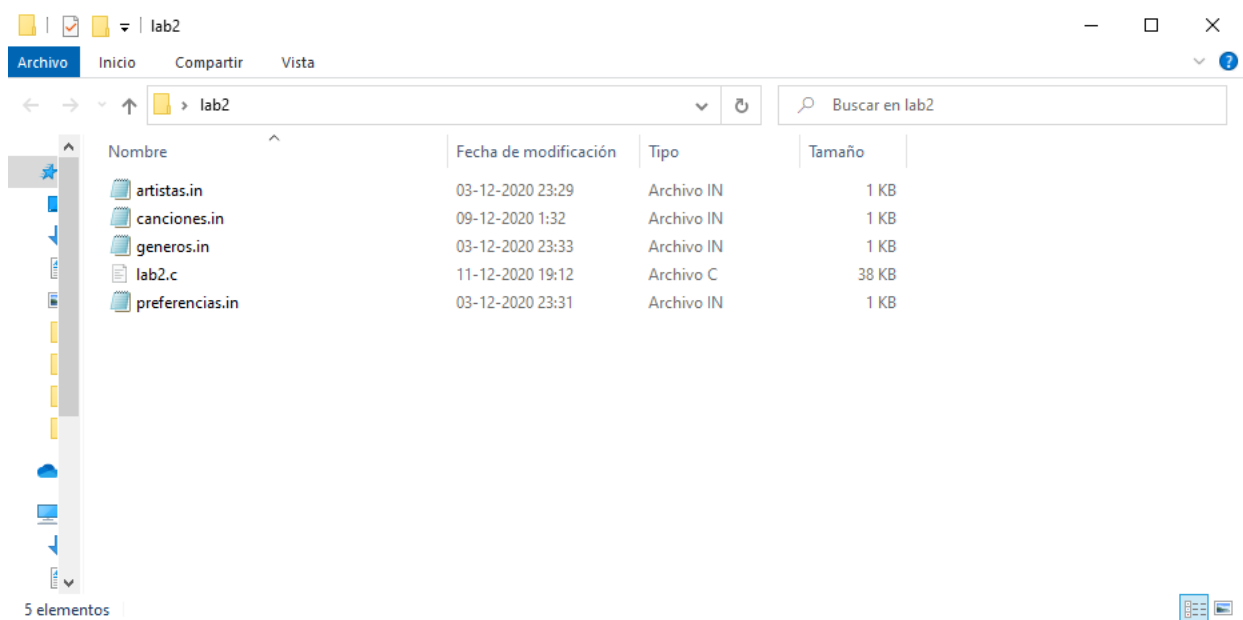 lab2
Archivo Inicio Compartir Vista
lab2 Buscar en lab2
Nombre Fecha de modificación Tipo Tamaño
artistas.in 03-12-2020 23:29 Archivo IN 1 KB
canciones.in 09-12-2020 1:32 Archivo IN 1 KB
generos.in 03-12-2020 23:33 Archivo IN 1 KB
lab2.c 11-12-2020 19:12 Archivo C 38 KB
preferencias.in 03-12-2020 23:31 Archivo IN 1 KB
5 elementos